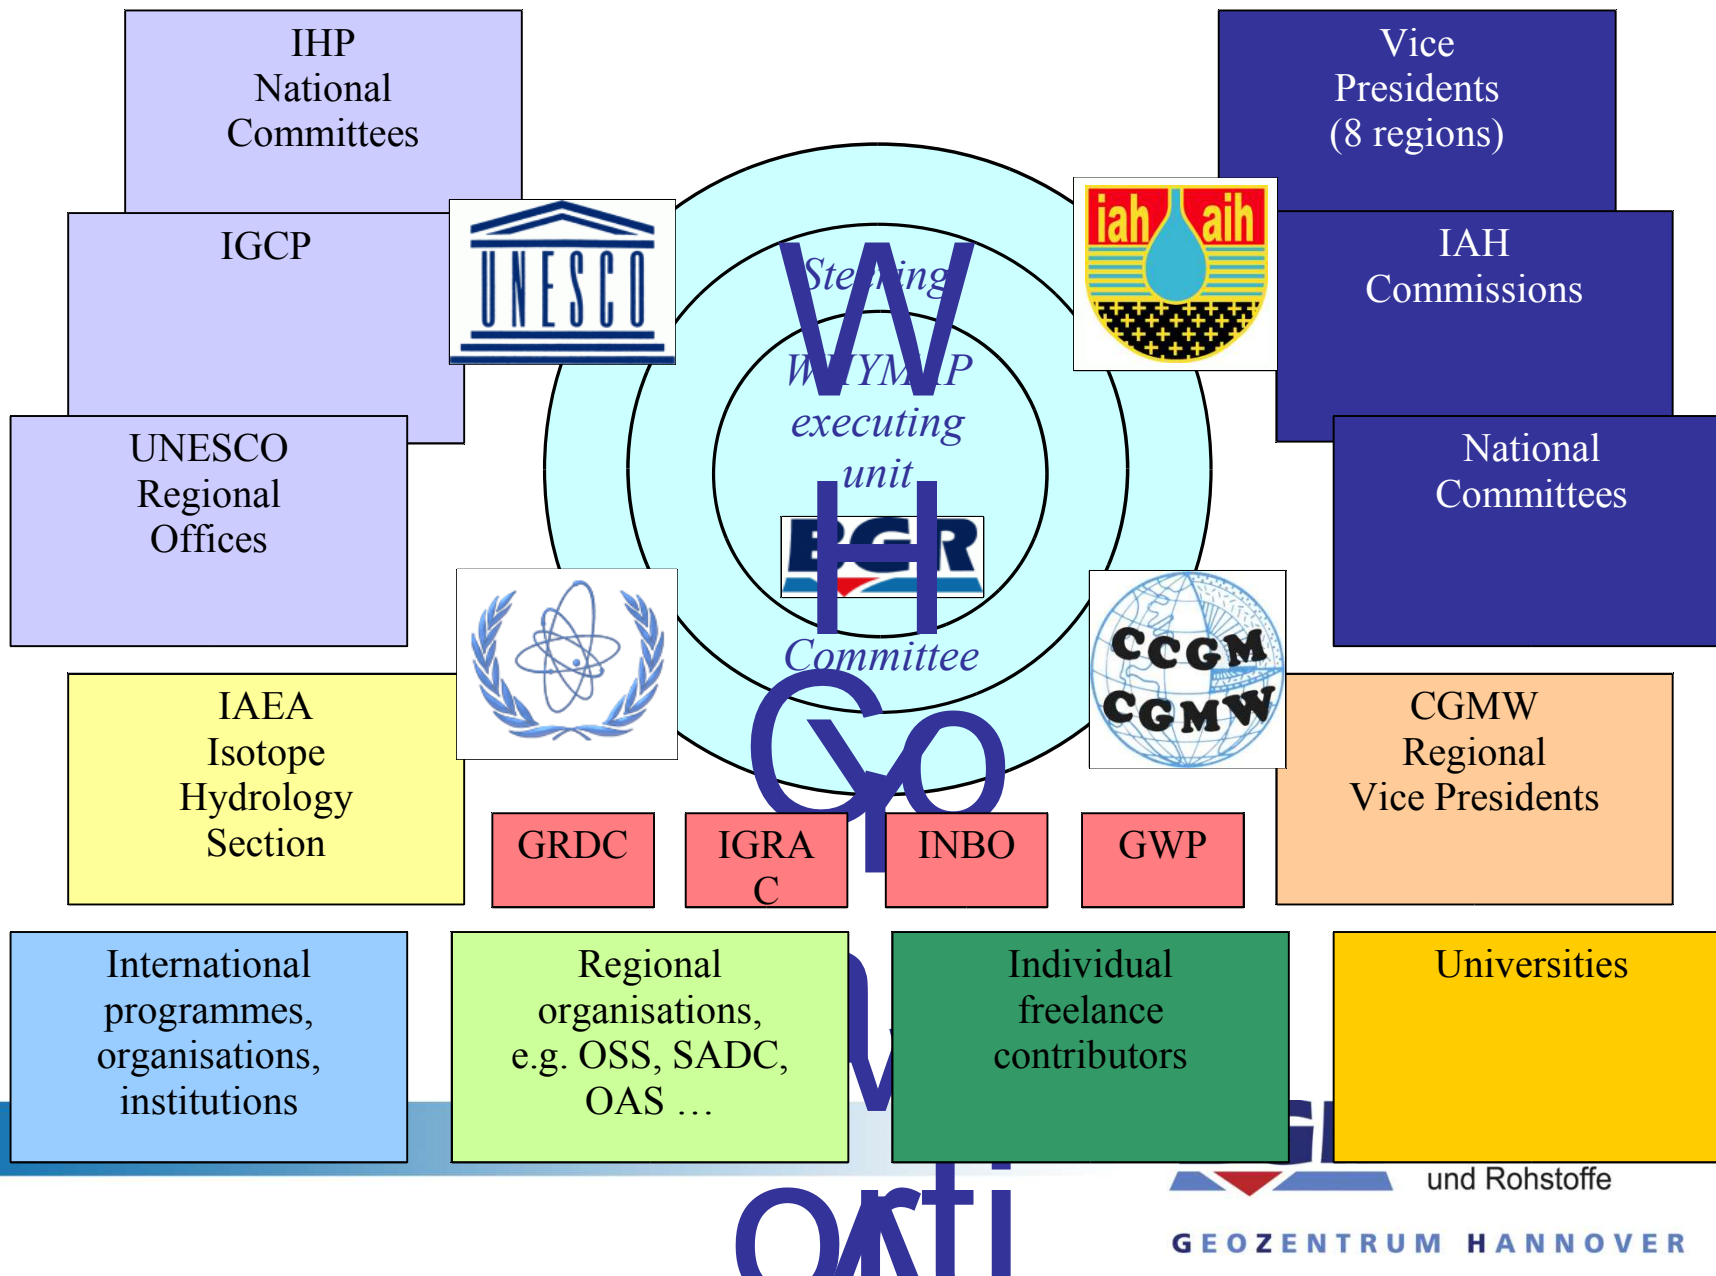 IHP
National
Committees
IGCP
UNESCO
Regional
Offices
UNESCO
Vice
Presidents
(8 regions)
IAH
Commissions
National
Committees
iah aih
Steering
WHYMAP
executing
unit
BGR
Committee
CCGM
CGMW
IAEA
Isotope
Hydrology
Section
CGMW
Regional
Vice Presidents
GRDC
IGRA
C
INBO
GWP
International
programmes,
organisations,
institutions
Regional
organisations,
e.g. OSS, SADC,
OAS …
Individual
freelance
contributors
Universities
und Rohstoffe
GEOZENTRUM HANNOVER
W
H